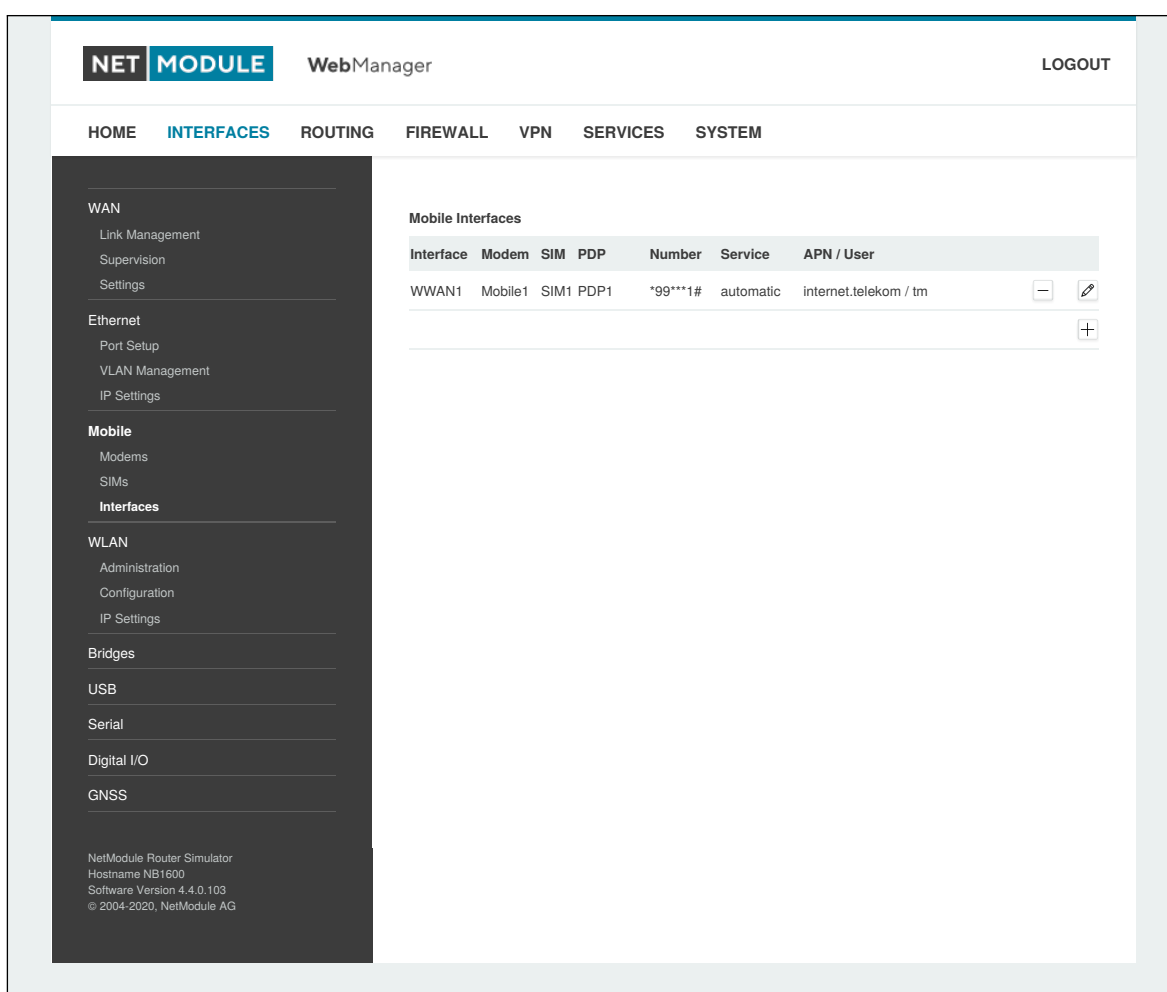 NET MODULE WebManager LOGOUT
HOME INTERFACES ROUTING FIREWALL VPN SERVICES SYSTEM
WAN
Link Management
Supervision
Settings
Ethernet
Port Setup
VLAN Management
IP Settings
Mobile
Modems
SIMs
Interfaces
WLAN
Administration
Configuration
IP Settings
Bridges
USB
Serial
Digital I/O
GNSS
NetModule Router Simulator
Hostname NB1600
Software Version 4.4.0.103
© 2004-2020, NetModule AG
Mobile Interfaces
Interface Modem SIM PDP Number Service APN / User
WWAN1 Mobile1 SIM1 PDP1 *99***1# automatic internet.telekom / tm